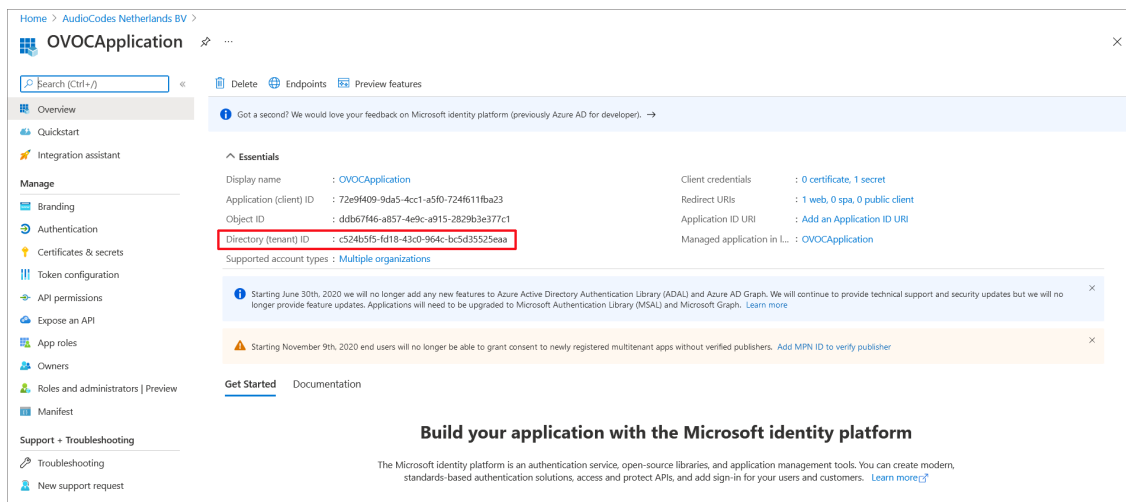 Home > AudioCodes Netherlands BV >
OVOCApplication
Search (Ctrl+/)
Overview
Quickstart
Integration assistant
Manage
Branding
Authentication
Certificates & secrets
Token configuration
API permissions
Expose an API
App roles
Owners
Roles and administrators | Preview
Manifest
Support + Troubleshooting
Troubleshooting
New support request
Delete Endpoints Preview features
Got a second? We would love your feedback on Microsoft identity platform (previously Azure AD for developer). →
Essentials
Display name : OVOCApplication
Application (client) ID : 72e9f409-9da5-4cc1-a5f0-724f611fba23
Object ID : ddb67f46-a857-4e9c-a915-2829b3e377c1
Directory (tenant) ID : c524b5f5-fd18-43c0-964c-bc5d35525eaa
Supported account types : Multiple organizations
Client credentials : 0 certificate, 1 secret
Redirect URIs : 1 web, 0 spa, 0 public client
Application ID URI : Add an Application ID URI
Managed application in l... : OVOCApplication
Starting June 30th, 2020 we will no longer add any new features to Azure Active Directory Authentication Library (ADAL) and Azure AD Graph. We will continue to provide technical support and security updates but we will no
longer provide feature updates. Applications will need to be upgraded to Microsoft Authentication Library (MSAL) and Microsoft Graph. Learn more
Starting November 9th, 2020 end users will no longer be able to grant consent to newly registered multitenant apps without verified publishers. Add MPN ID to verify publisher
Get Started Documentation
Build your application with the Microsoft identity platform
The Microsoft identity platform is an authentication service, open-source libraries, and application management tools. You can create modern,
standards-based authentication solutions, access and protect APIs, and add sign-in for your users and customers. Learn more